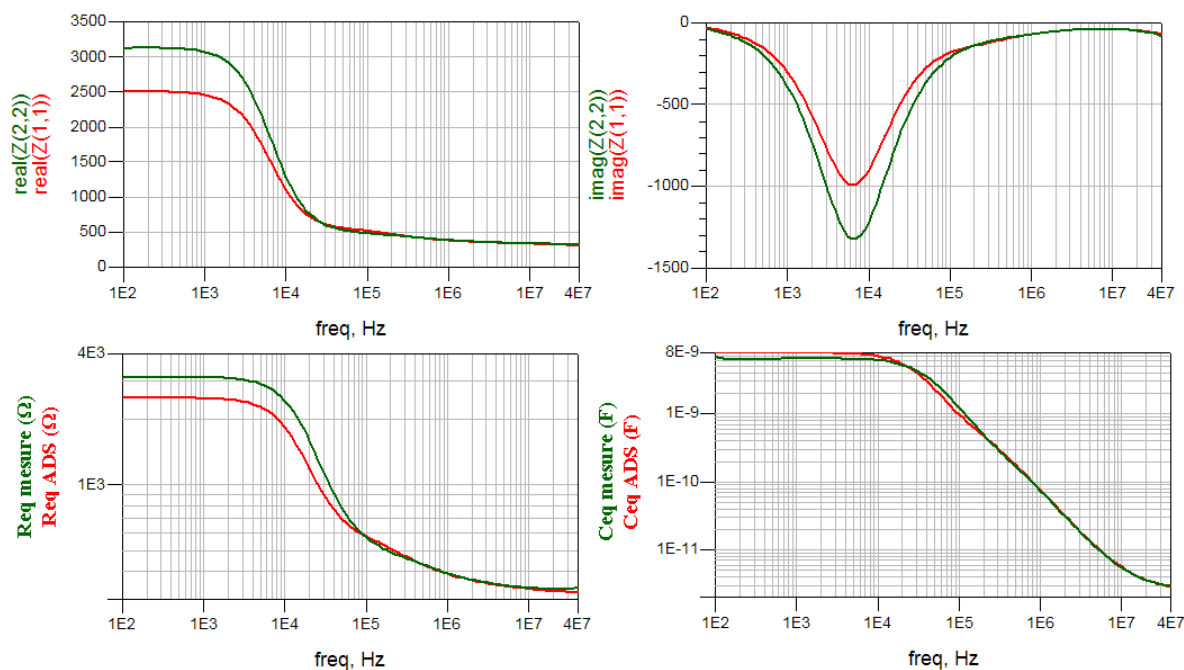 real(Z(2,2))
real(Z(1,1))
3500
3000
2500
2000
1500
1000
500
0
1E2 1E3 1E4 1E5 1E6 1E7 4E7
freq, Hz
imag(Z(2,2))
imag(Z(1,1))
0
-500
-1000
-1500
1E2 1E3 1E4 1E5 1E6 1E7 4E7
freq, Hz
Req mesure (Ω)
Req ADS (Ω)
4E3
1E3
1E2 1E3 1E4 1E5 1E6 1E7 4E7
freq, Hz
Ceq mesure (F)
Ceq ADS (F)
8E-9
1E-9
1E-10
1E-11
1E2 1E3 1E4 1E5 1E6 1E7 4E7
freq, Hz